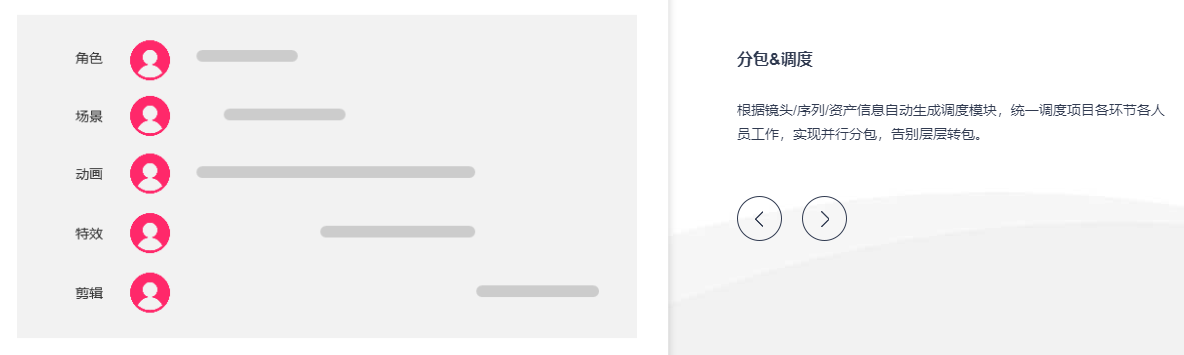 角色
场景
动画
特效
剪辑
分包&调度
根据镜头/序列/资产信息自动生成调度模块，统一调度项目各环节各人
员工作，实现并行分包，告别层层转包。